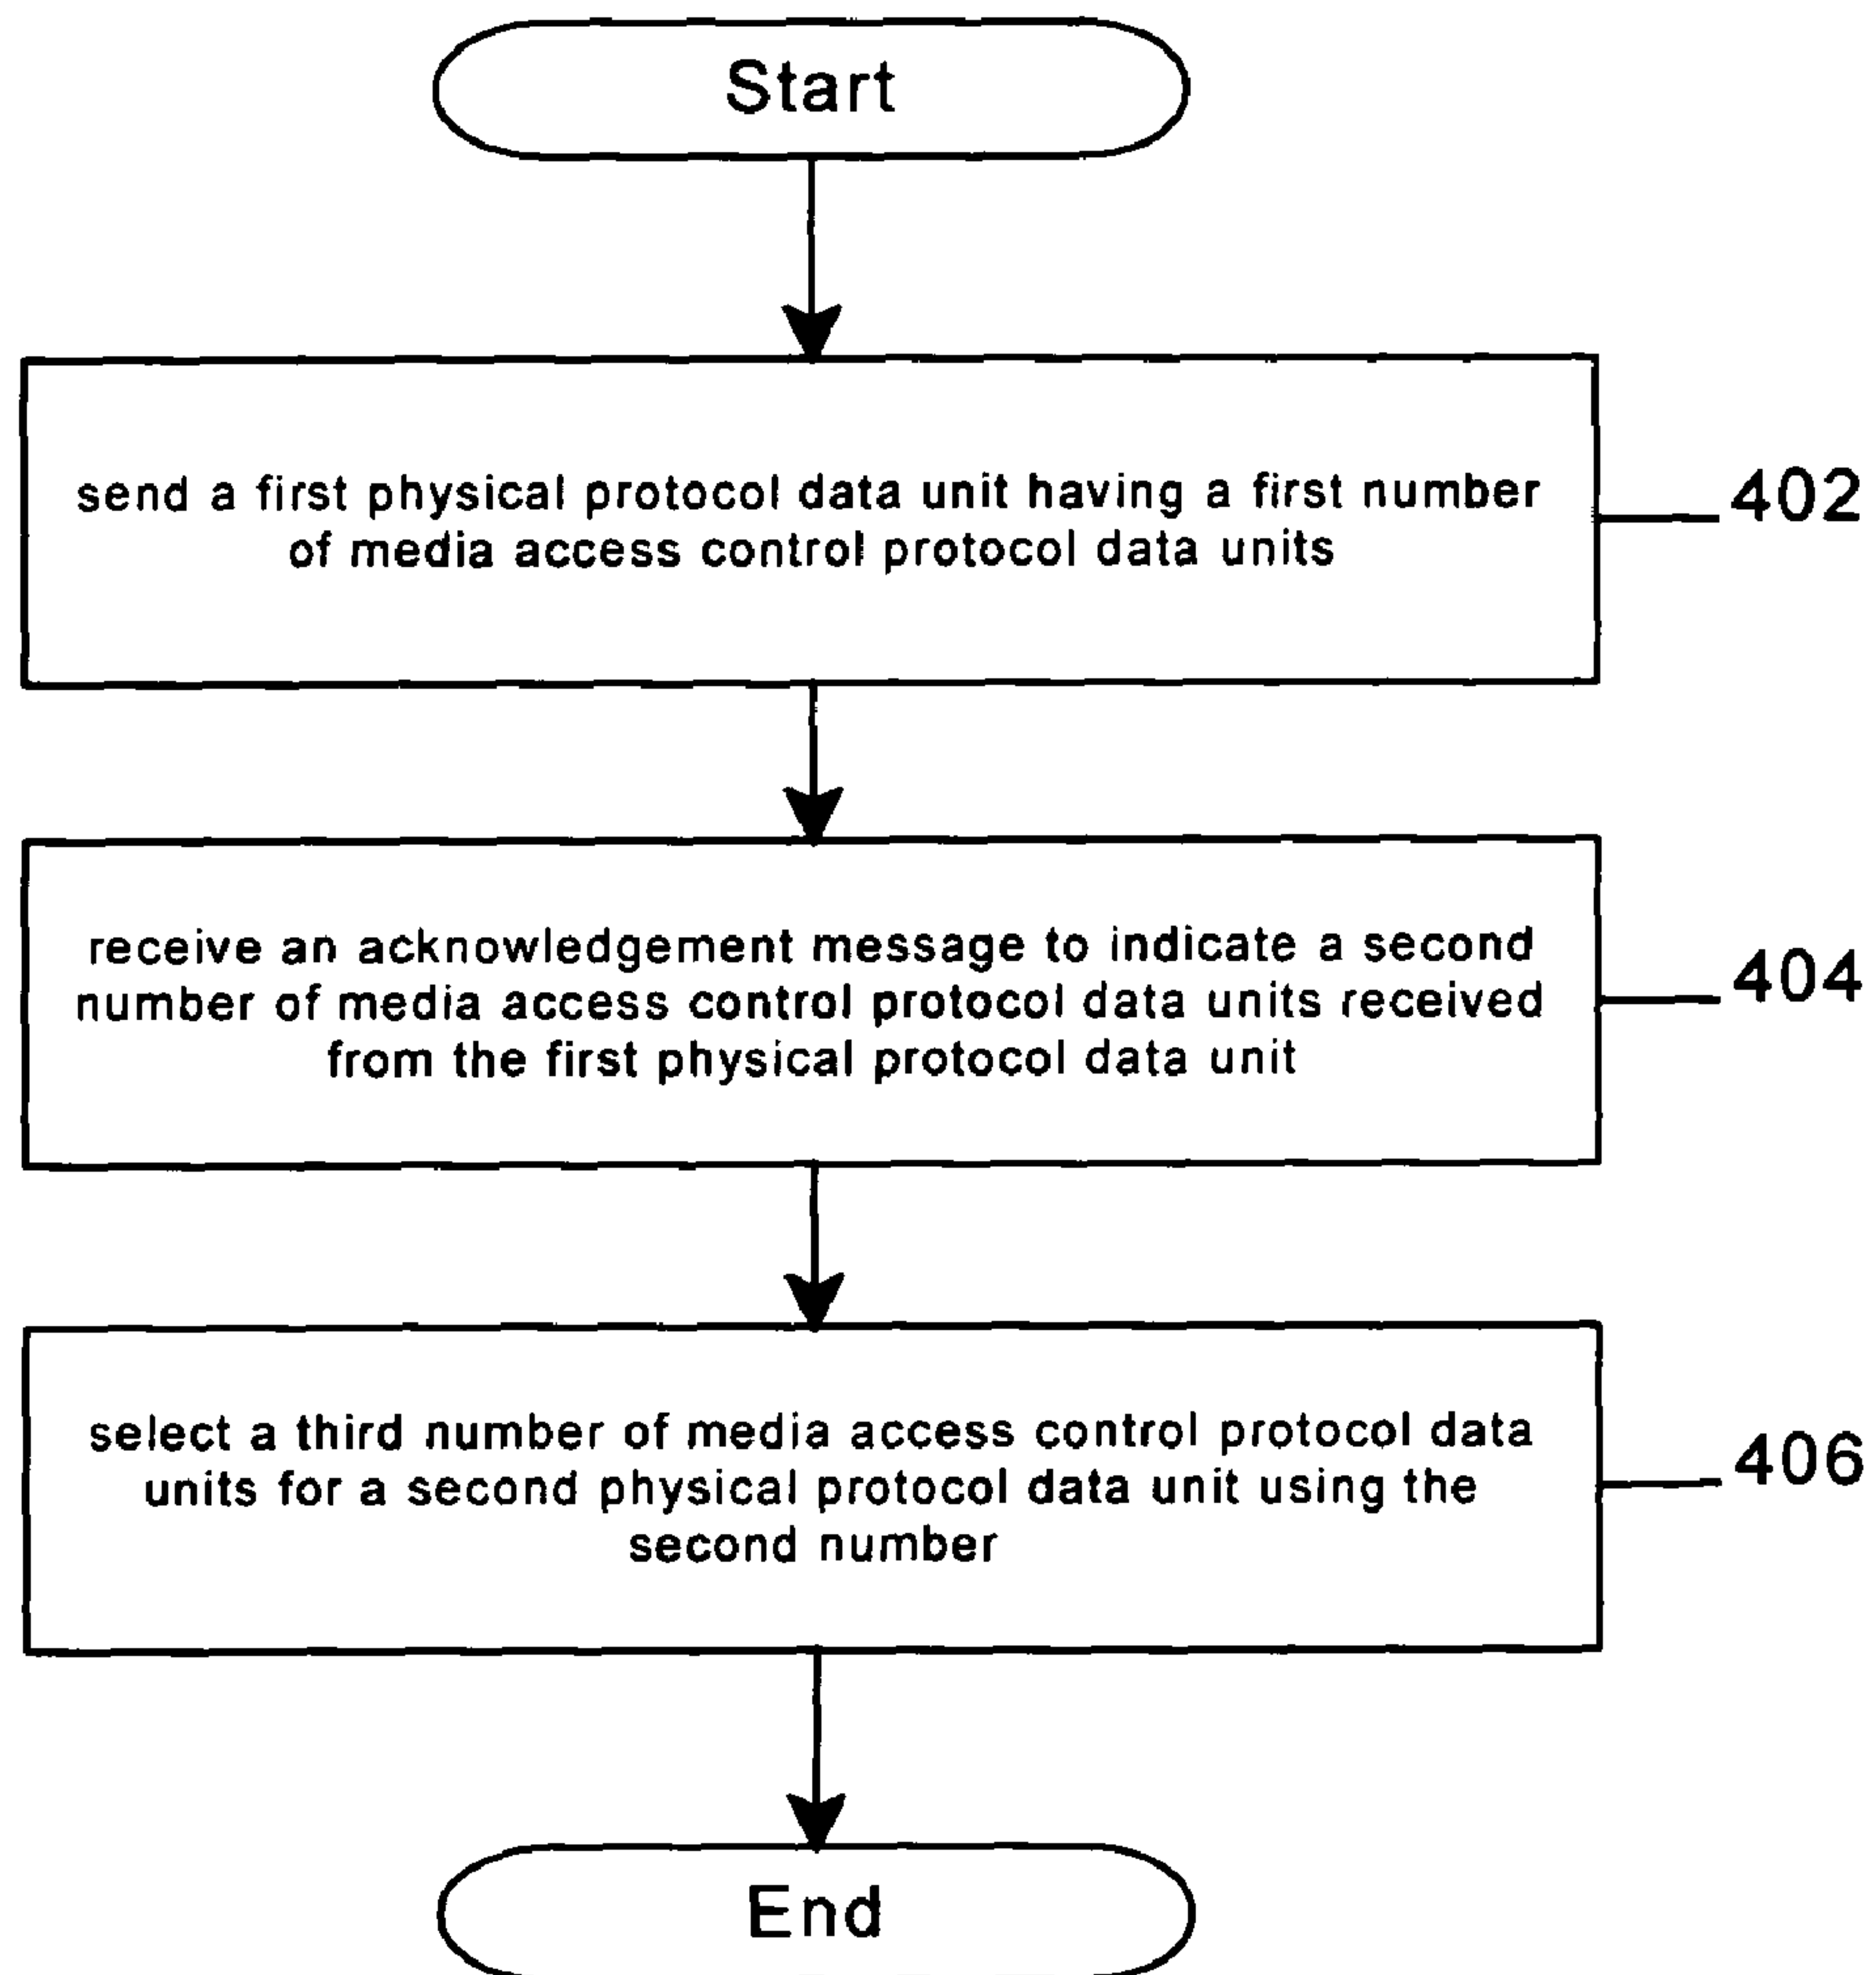 Start
send a first physical protocol data unit having a first number
of media access control protocol data units
402
receive an acknowledgement message to indicate a second
number of media access control protocol data units received
from the first physical protocol data unit
404
select a third number of media access control protocol data
units for a second physical protocol data unit using the
second number
406
End